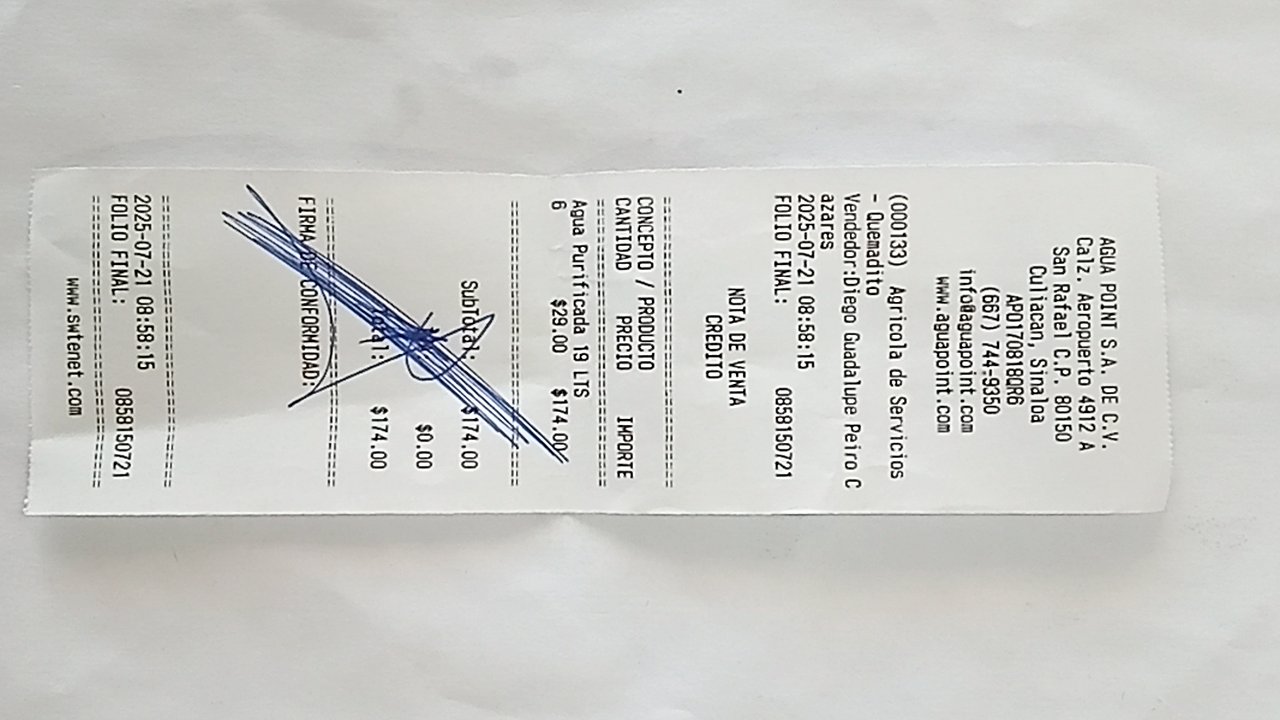 AGUA POINT S.A. DE C.V.
Calz. Aeropuerto 4912 A
San Rafael C.P. 80150
Culiacan, Sinaloa
APO170818QR6
(667) 744-9350
info@aguapoint.com
www.aguapoint.com
(000133) Agricola de Servicios
- Quemadito
Vendedor:Diego Guadalupe Peiro C
azares
2025-07-21 08:58:15
FOLIO FINAL: 0858150721
NOTA DE VENTA
CREDITO
CONCEPTO / PRODUCTO
CANTIDAD PRECIO IMPORTE
Agua Purificada 19 LTS
6 $29.00 $174.00
SubTotal: $174.00
$0.00
Total: $174.00
FIRMA DE CONFORMIDAD:
2025-07-21 08:58:15
FOLIO FINAL: 0858150721
www.swtenet.com